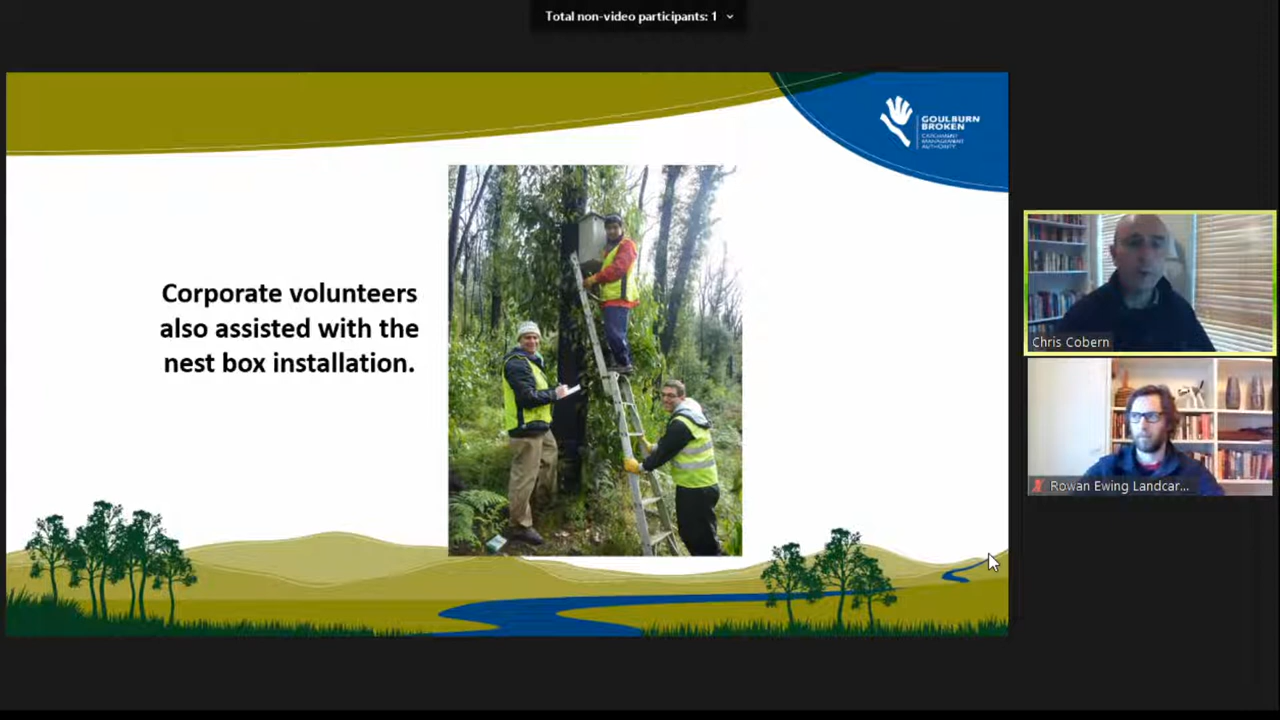 Total non-video participants: 1
GOULBURN
BROKEN
CATCHMENT
MANAGEMENT
AUTHORITY
Corporate volunteers
also assisted with the
nest box installation.
Chris Cobern
Rowan Ewing Landcar...